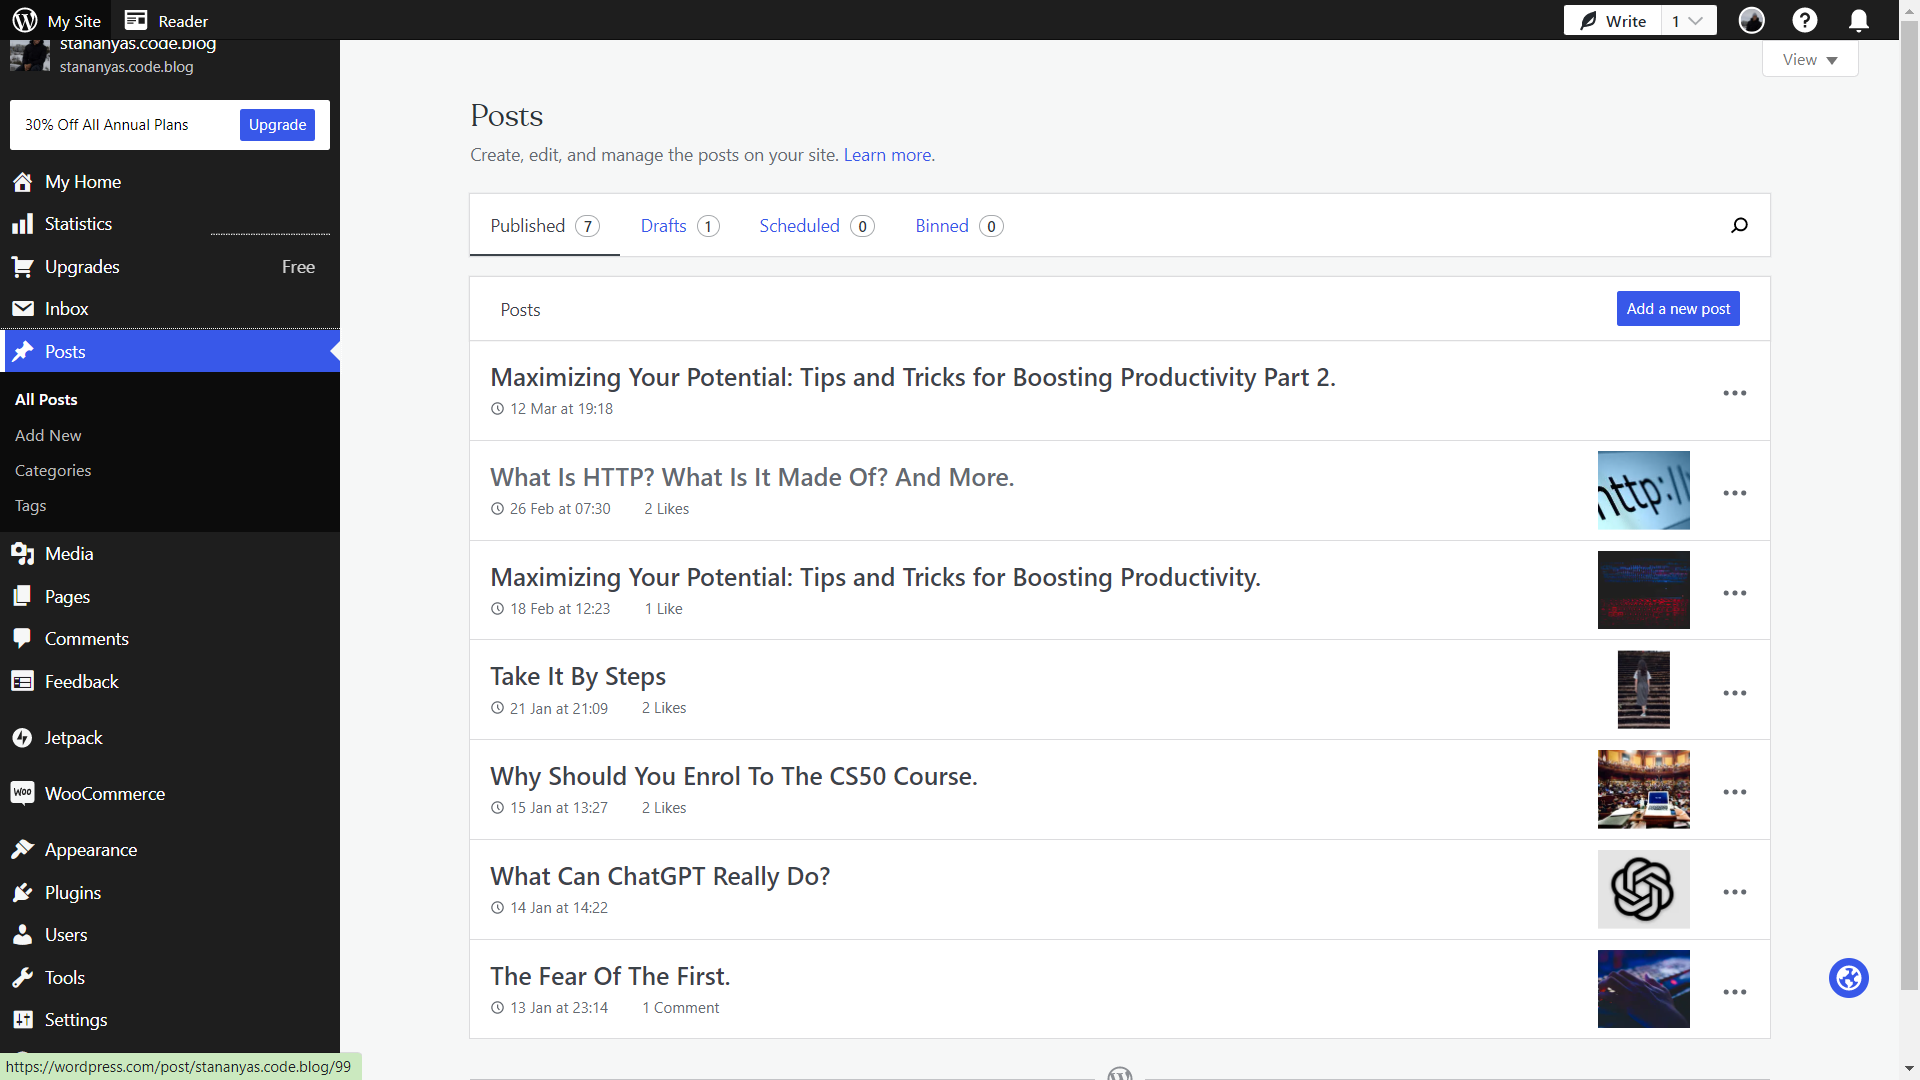 My Site
Reader
Write
1
stananyas.code.blog
stananyas.code.blog
30% Off All Annual Plans
Upgrade
My Home
Statistics
Upgrades
Free
Inbox
Posts
All Posts
Add New
Categories
Tags
Media
Pages
Comments
Feedback
Jetpack
WOO
WooCommerce
Appearance
Plugins
Users
Tools
Settings
https://wordpress.com/post/stananyas.code.blog/99
View
Posts
Create, edit, and manage the posts on your site. Learn more.
Published 7
Drafts 1
Scheduled 0
Binned 0
Posts
Add a new post
Maximizing Your Potential: Tips and Tricks for Boosting Productivity Part 2.
12 Mar at 19:18
What Is HTTP? What Is It Made Of? And More.
26 Feb at 07:30 2 Likes
http://
Maximizing Your Potential: Tips and Tricks for Boosting Productivity.
18 Feb at 12:23 1 Like
Take It By Steps
21 Jan at 21:09 2 Likes
Why Should You Enrol To The CS50 Course.
15 Jan at 13:27 2 Likes
What Can ChatGPT Really Do?
14 Jan at 14:22
The Fear Of The First.
13 Jan at 23:14 1 Comment